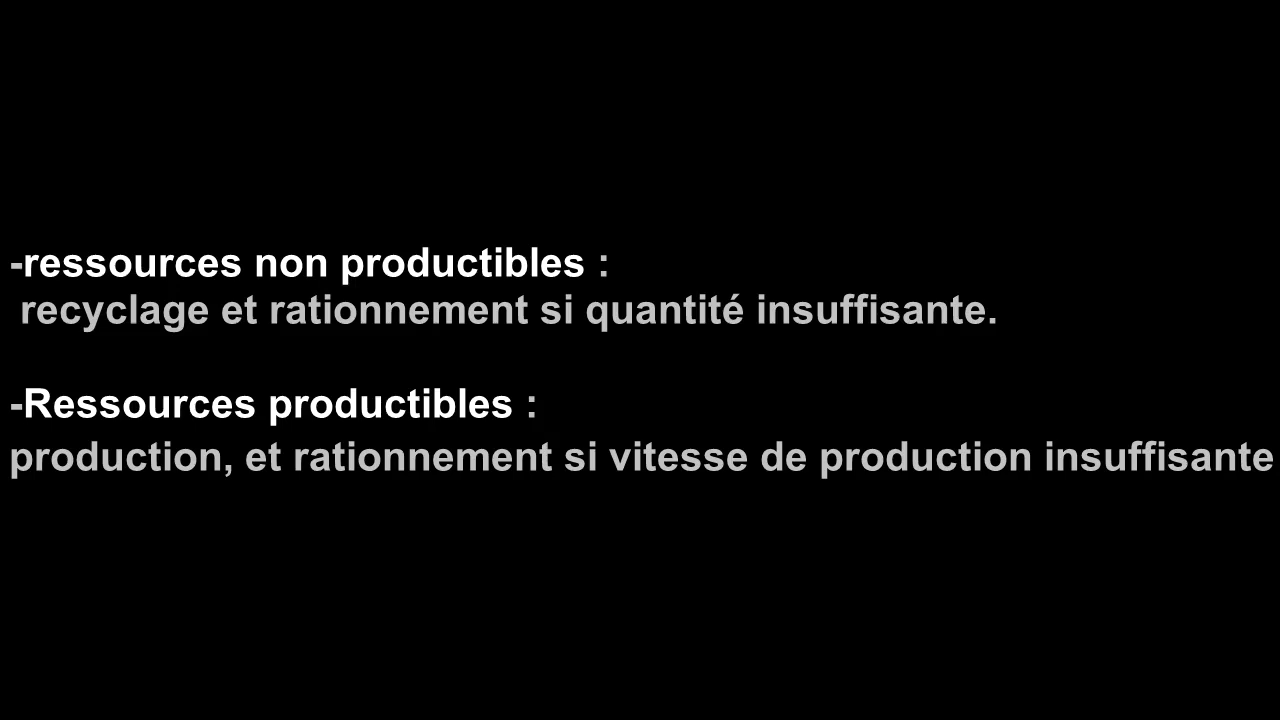 -ressources non productibles :
recyclage et rationnement si quantité insuffisante.
-Ressources productibles :
production, et rationnement si vitesse de production insuffisante